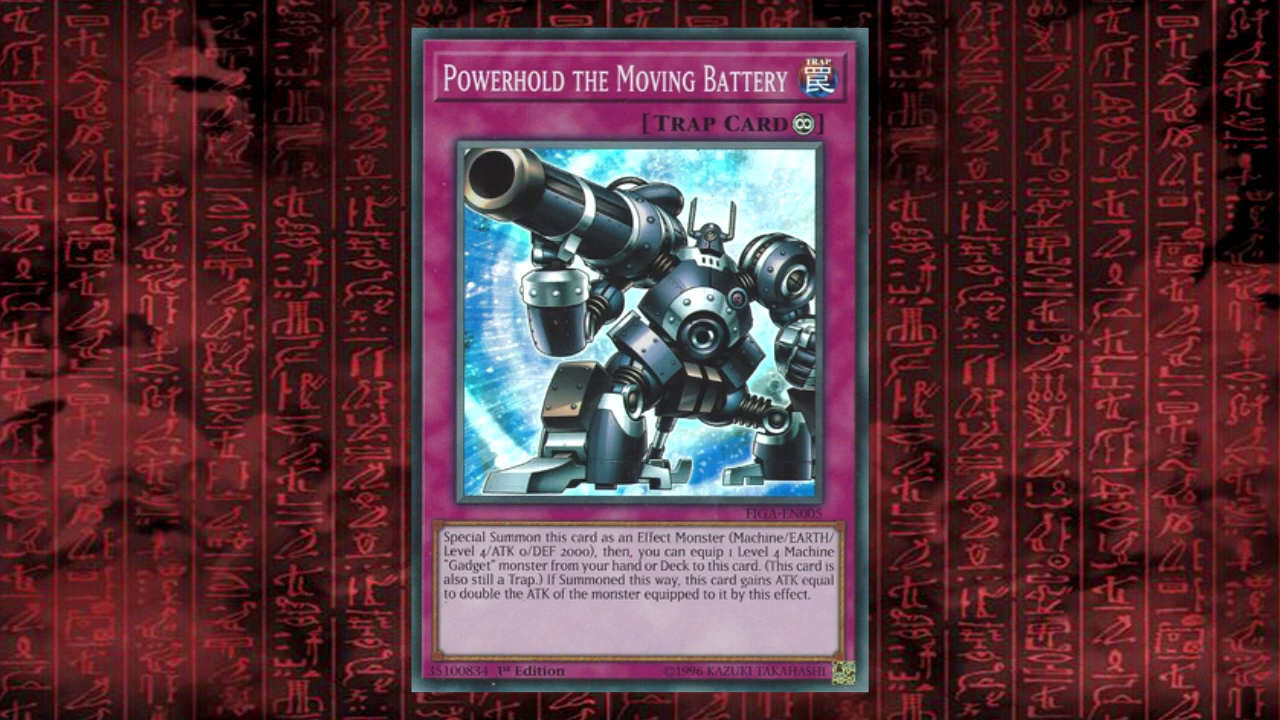 POWERHOLD THE MOVING BATTERY
TRAP
罠
[TRAP CARD]
FIGA-EN005
Special Summon this card as an Effect Monster (Machine/EARTH/
Level 4/ATK 0/DEF 2000), then, you can equip 1 Level 4 Machine
"Gadget" monster from your hand or Deck to this card. (This card is
also still a Trap.) If Summoned this way, this card gains ATK equal
to double the ATK of the monster equipped to it by this effect.
35100834 1st Edition
©1996 KAZUKI TAKAHASHI